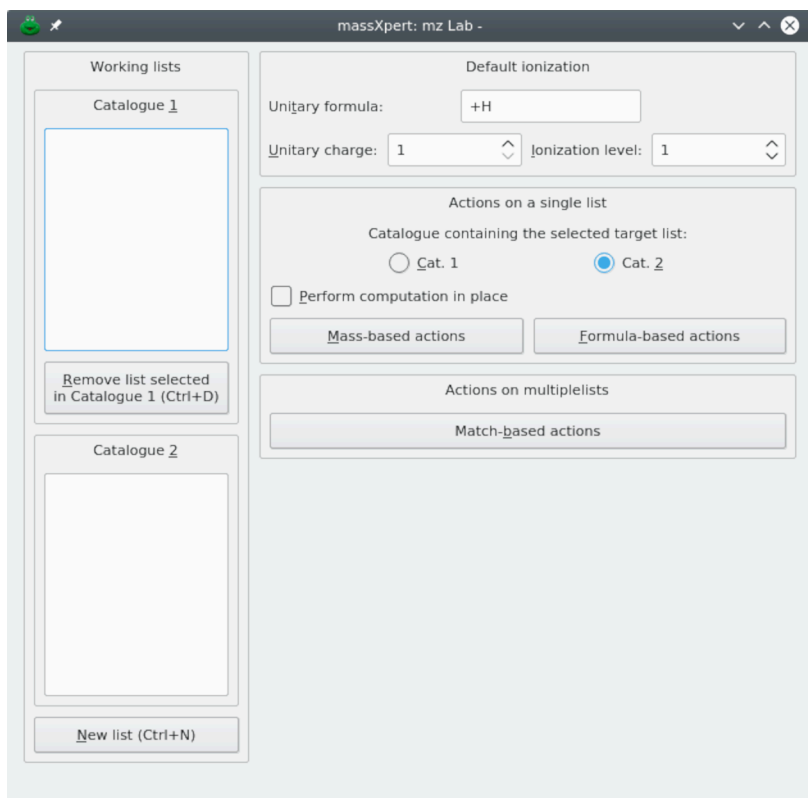 massXpert: mz Lab -
Working lists
Catalogue 1
Remove list selected
in Catalogue 1 (Ctrl+D)
Catalogue 2
New list (Ctrl+N)
Default ionization
Unitary formula: +H
Unitary charge: 1 Ionization level: 1
Actions on a single list
Catalogue containing the selected target list:
Cat. 1 Cat. 2
Perform computation in place
Mass-based actions Formula-based actions
Actions on multiplelists
Match-based actions